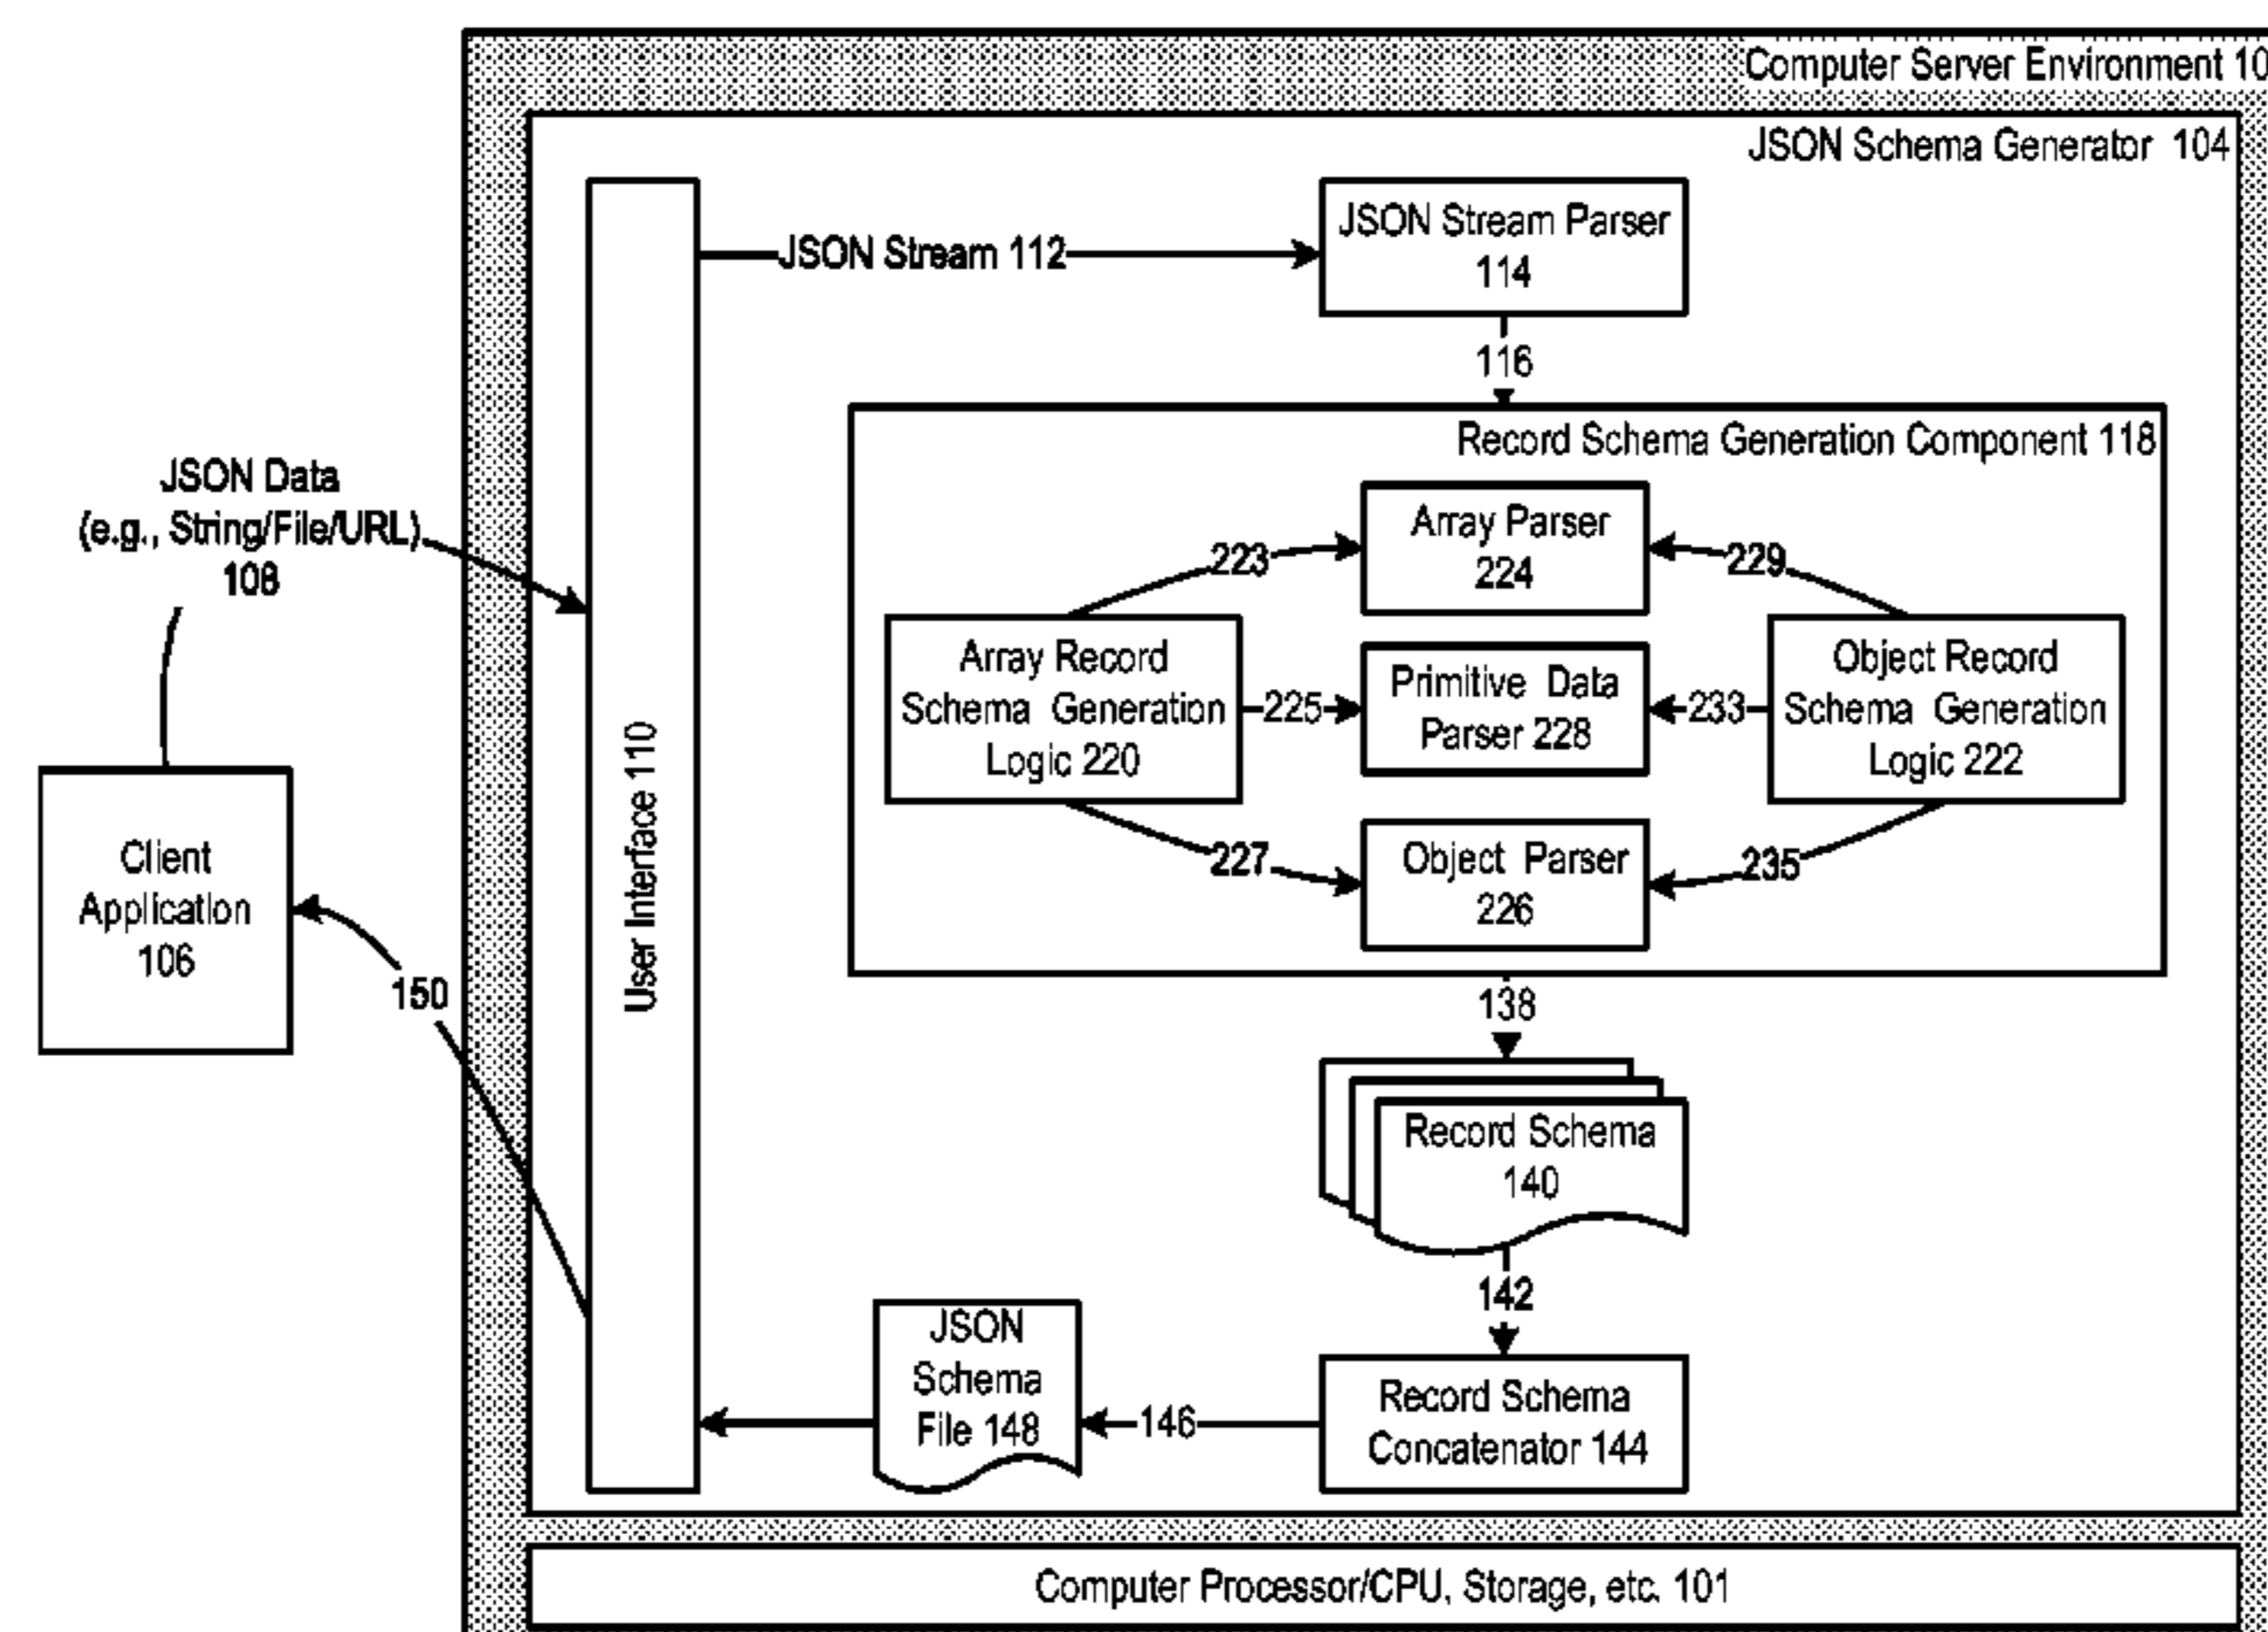 Computer Server Environment 10
JSON Schema Generator 104
JSON Stream 112
JSON Stream Parser
114
116
Record Schema Generation Component 118
JSON Data
(e.g., String/File/URL)
108
Array Parser
224
223
229
Array Record
Schema Generation
Logic 220
225
Primitive Data
Parser 228
233
Object Record
Schema Generation
Logic 222
227
Object Parser
226
235
User Interface 110
Client
Application
106
150
138
Record Schema
140
142
JSON
Schema
File 148
146
Record Schema
Concatenator 144
Computer Processor/CPU, Storage, etc. 101